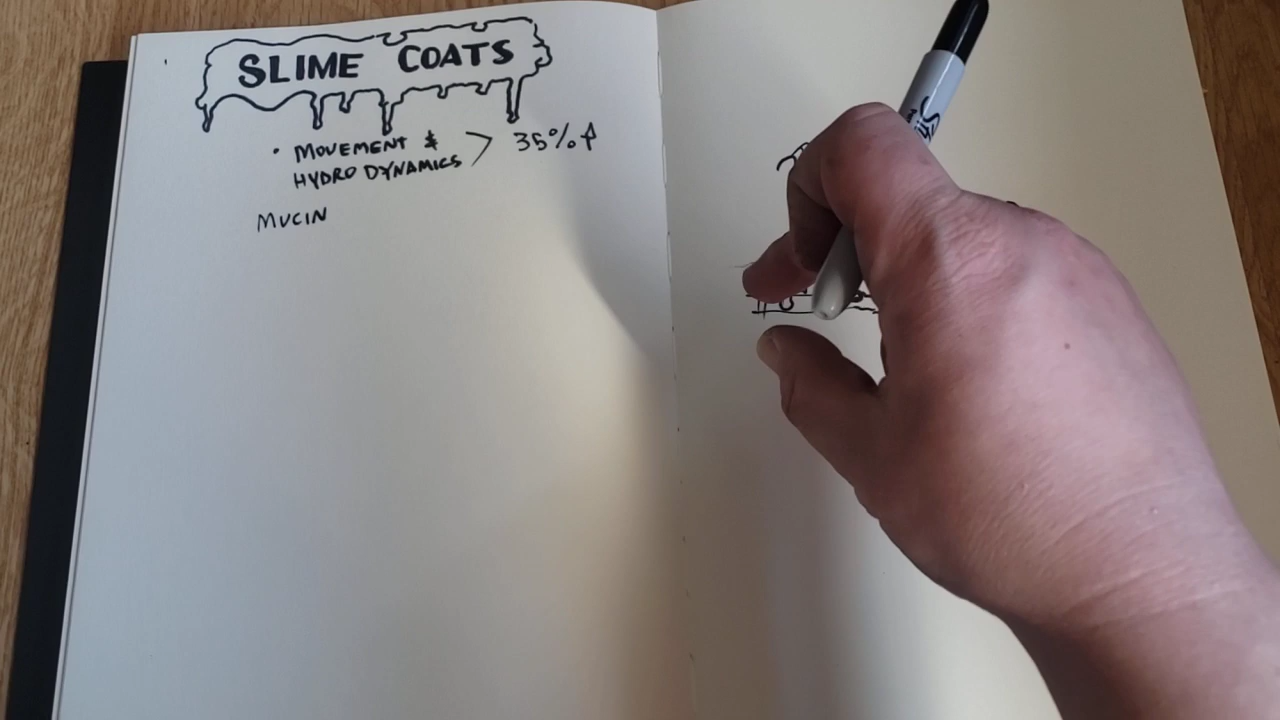 SLIME COATS
• MOVEMENT &
HYDRO DYNAMICS > 35% ↑
MUCIN